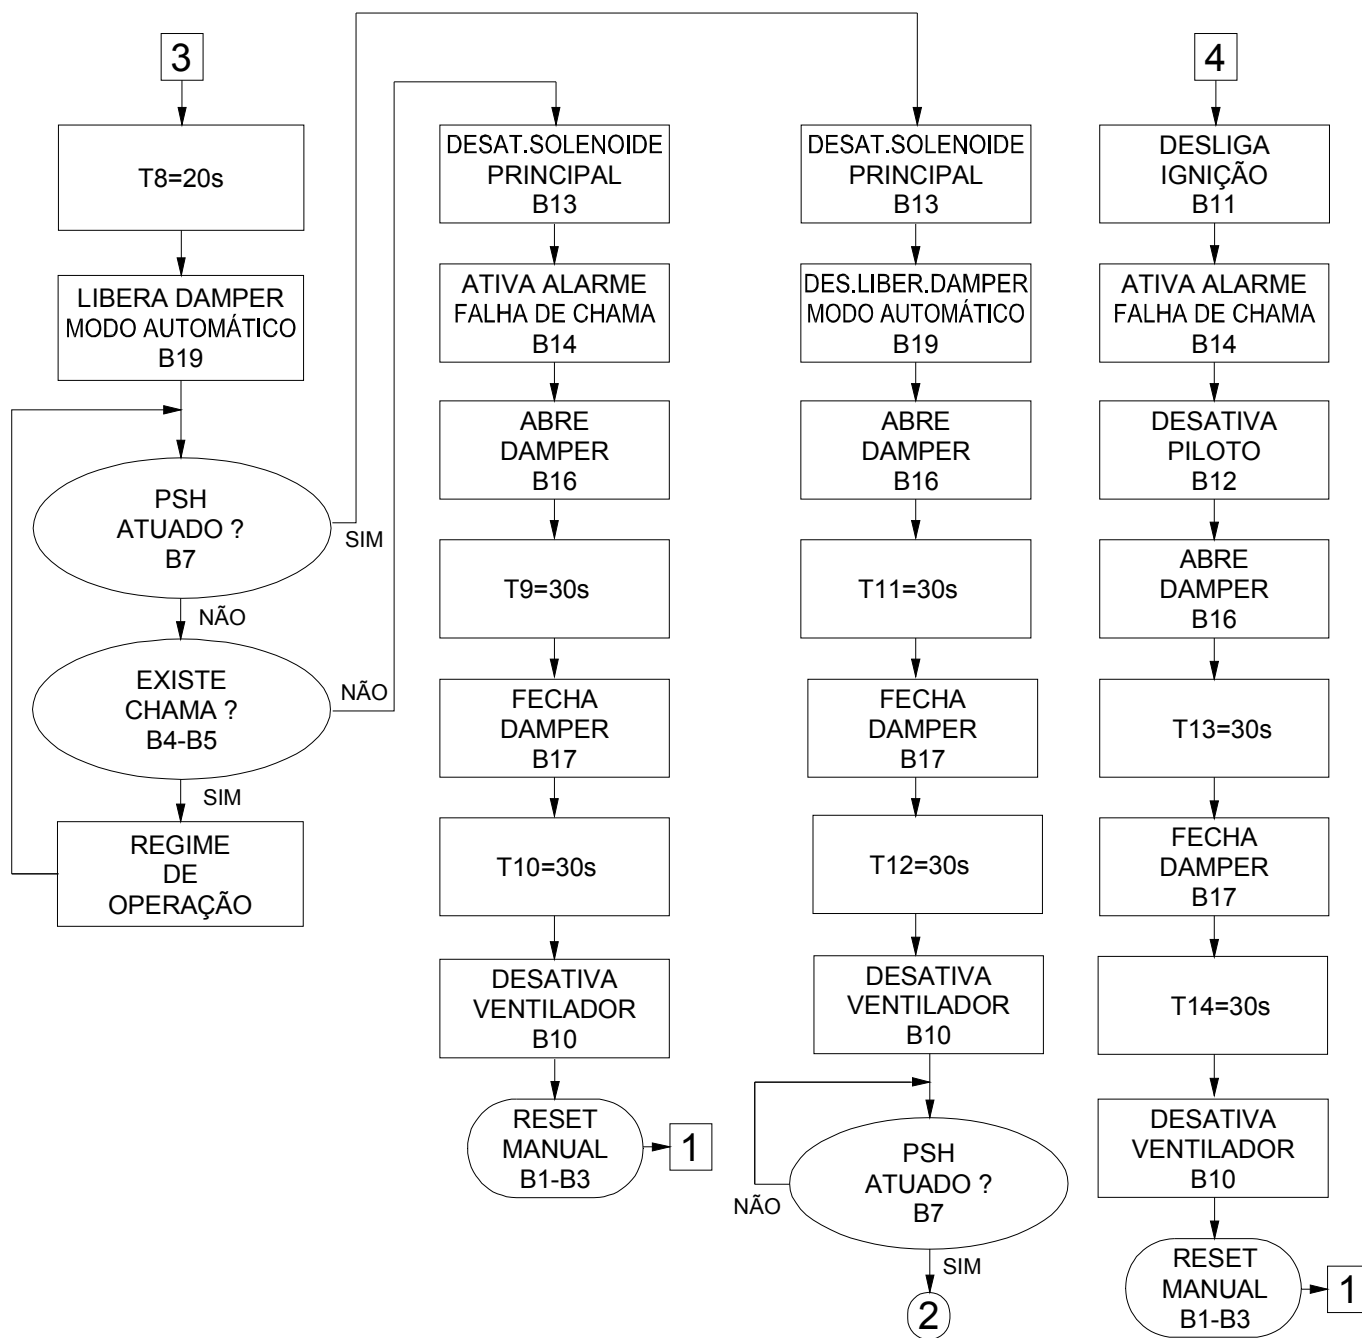 3
T8=20s
LIBERA DAMPER
MODO AUTOMÁTICO
B19
PSH
ATUADO ?
B7
SIM
NÃO
EXISTE
CHAMA ?
B4-B5
NÃO
SIM
REGIME
DE
OPERAÇÃO
DESAT.SOLENOIDE
PRINCIPAL
B13
ATIVA ALARME
FALHA DE CHAMA
B14
ABRE
DAMPER
B16
T9=30s
FECHA
DAMPER
B17
T10=30s
DESATIVA
VENTILADOR
B10
RESET
MANUAL
B1-B3
1
DESAT.SOLENOIDE
PRINCIPAL
B13
DES.LIBER.DAMPER
MODO AUTOMÁTICO
B19
ABRE
DAMPER
B16
T11=30s
FECHA
DAMPER
B17
T12=30s
DESATIVA
VENTILADOR
B10
PSH
ATUADO ?
B7
NÃO
SIM
2
4
DESLIGA
IGNIÇÃO
B11
ATIVA ALARME
FALHA DE CHAMA
B14
DESATIVA
PILOTO
B12
ABRE
DAMPER
B16
T13=30s
FECHA
DAMPER
B17
T14=30s
DESATIVA
VENTILADOR
B10
RESET
MANUAL
B1-B3
1